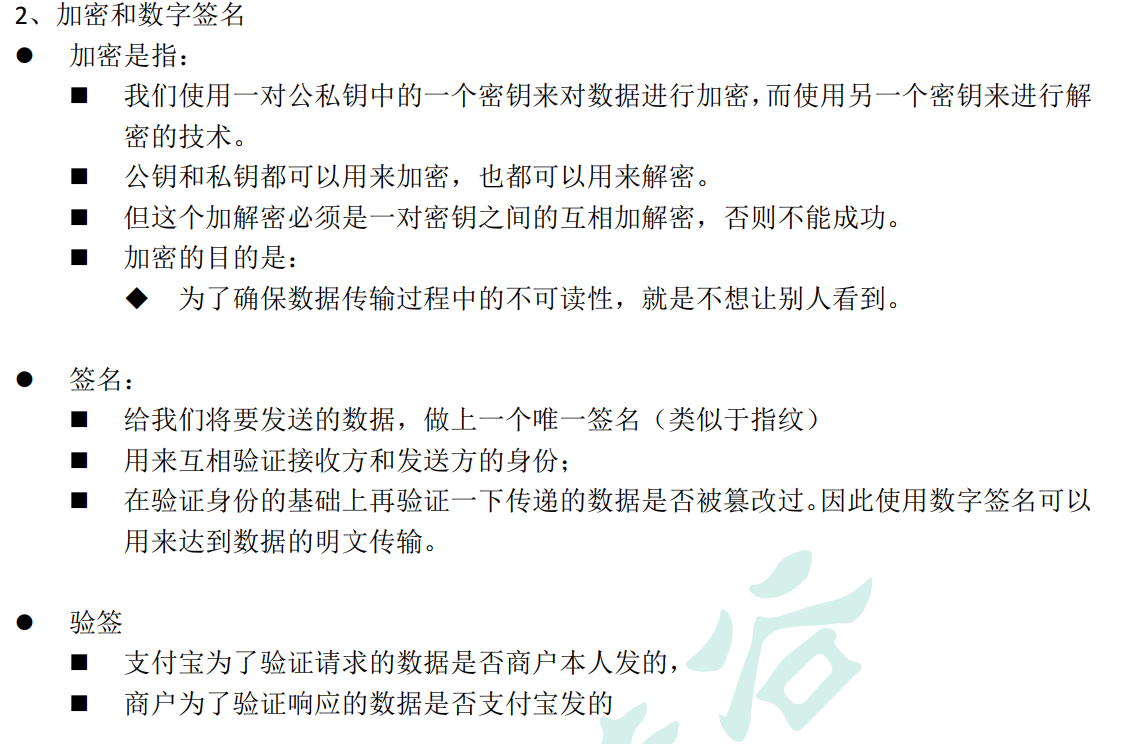 2、加密和数字签名
● 加密是指：
■ 我们使用一对公私钥中的一个密钥来对数据进行加密，而使用另一个密钥来进行解
密的技术。
■ 公钥和私钥都可以用来加密，也都可以用来解密。
■ 但这个加解密必须是一对密钥之间的互相加解密，否则不能成功。
■ 加密的目的是：
◆ 为了确保数据传输过程中的不可读性，就是不想让别人看到。
● 签名：
■ 给我们将要发送的数据，做上一个唯一签名（类似于指纹）
■ 用来互相验证接收方和发送方的身份；
■ 在验证身份的基础上再验证一下传递的数据是否被篡改过。因此使用数字签名可以
用来达到数据的明文传输。
● 验签
■ 支付宝为了验证请求的数据是否商户本人发的，
■ 商户为了验证响应的数据是否支付宝发的
谷